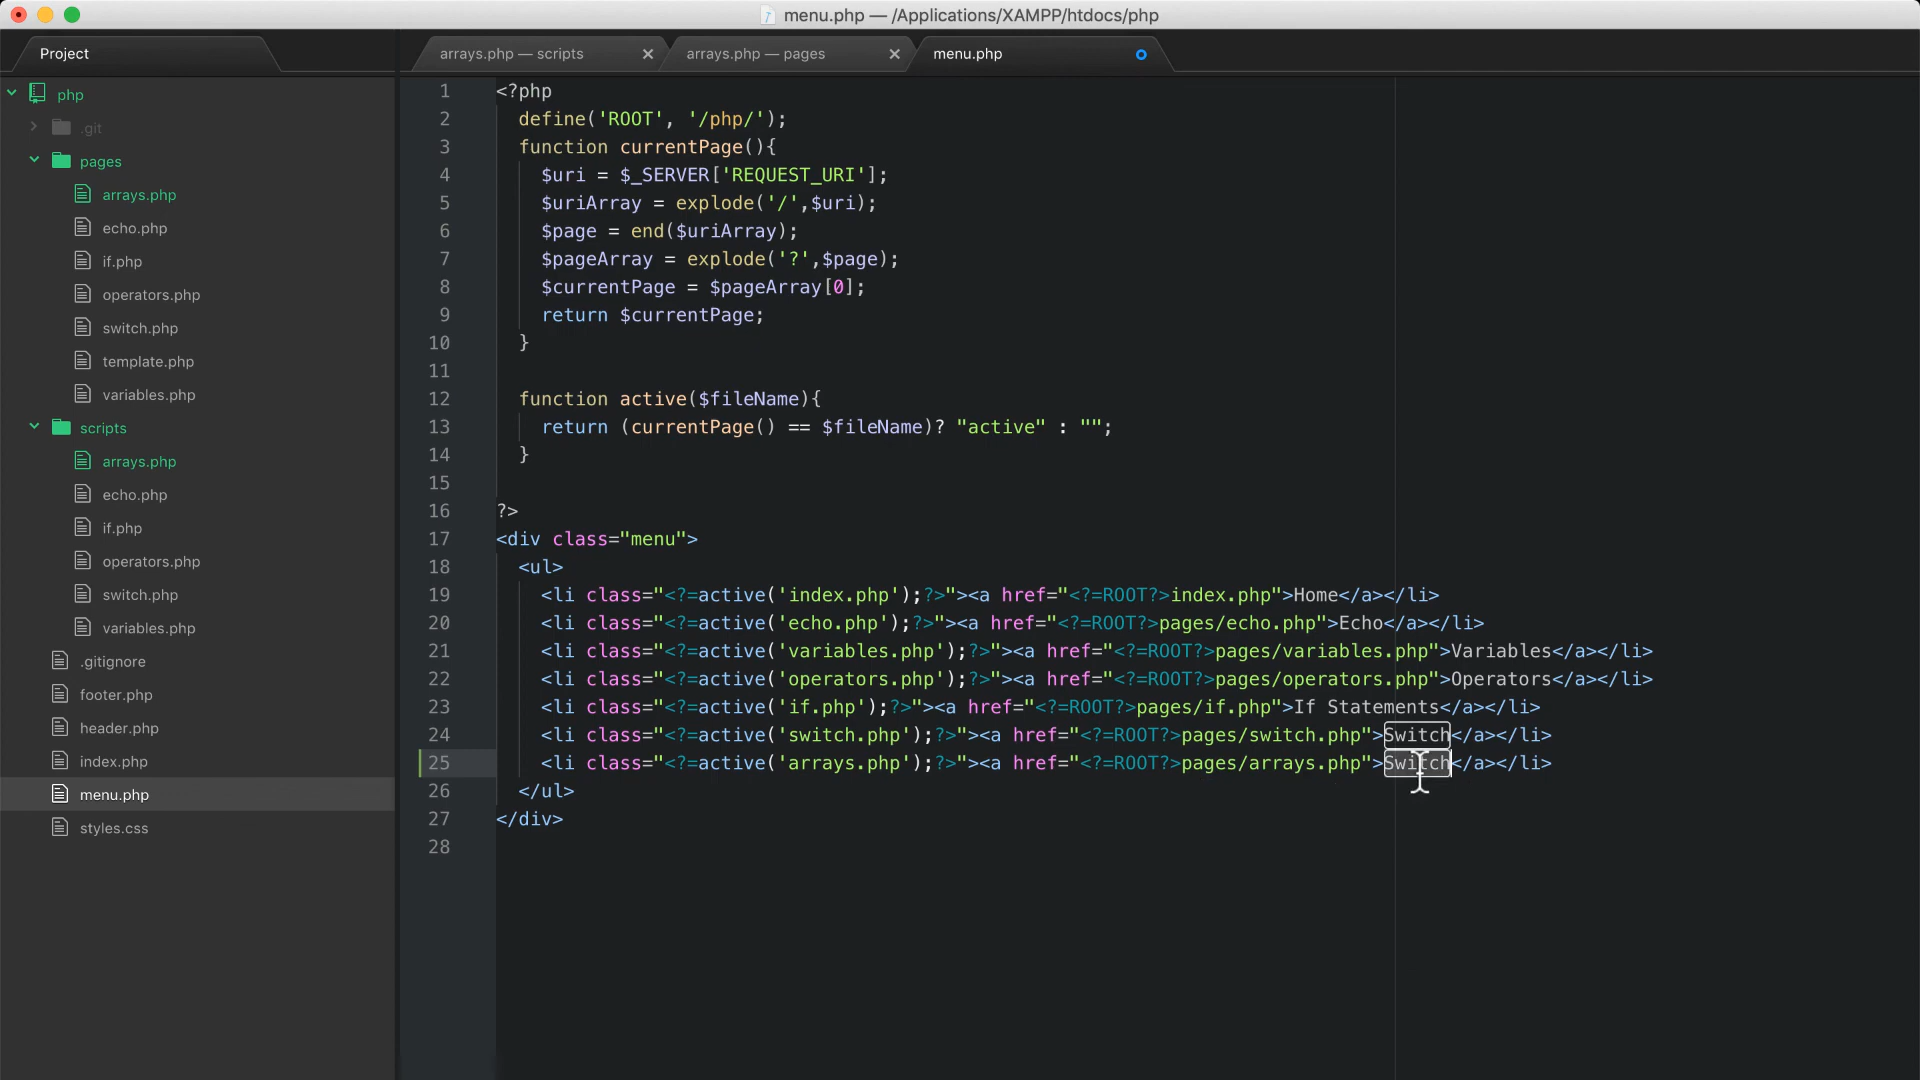 menu.php — /Applications/XAMPP/htdocs/php
Project
arrays.php — scripts
arrays.php — pages
menu.php
php
.git
pages
arrays.php
echo.php
if.php
operators.php
switch.php
template.php
variables.php
scripts
arrays.php
echo.php
if.php
operators.php
switch.php
variables.php
.gitignore
footer.php
header.php
index.php
menu.php
styles.css
1 <?php
2 define('ROOT', '/php/');
3 function currentPage(){
4 $uri = $_SERVER['REQUEST_URI'];
5 $uriArray = explode('/',$uri);
6 $page = end($uriArray);
7 $pageArray = explode('?',$page);
8 $currentPage = $pageArray[0];
9 return $currentPage;
10 }
11
12 function active($fileName){
13 return (currentPage() == $fileName)? "active" : "";
14 }
15
16 ?>
17 <div class="menu">
18 <ul>
19 <li class="<?=active('index.php');?>"><a href="<?=ROOT?>index.php">Home</a></li>
20 <li class="<?=active('echo.php');?>"><a href="<?=ROOT?>pages/echo.php">Echo</a></li>
21 <li class="<?=active('variables.php');?>"><a href="<?=ROOT?>pages/variables.php">Variables</a></li>
22 <li class="<?=active('operators.php');?>"><a href="<?=ROOT?>pages/operators.php">Operators</a></li>
23 <li class="<?=active('if.php');?>"><a href="<?=ROOT?>pages/if.php">If Statements</a></li>
24 <li class="<?=active('switch.php');?>"><a href="<?=ROOT?>pages/switch.php">Switch</a></li>
25 <li class="<?=active('arrays.php');?>"><a href="<?=ROOT?>pages/arrays.php">Switch</a></li>
26 </ul>
27 </div>
28